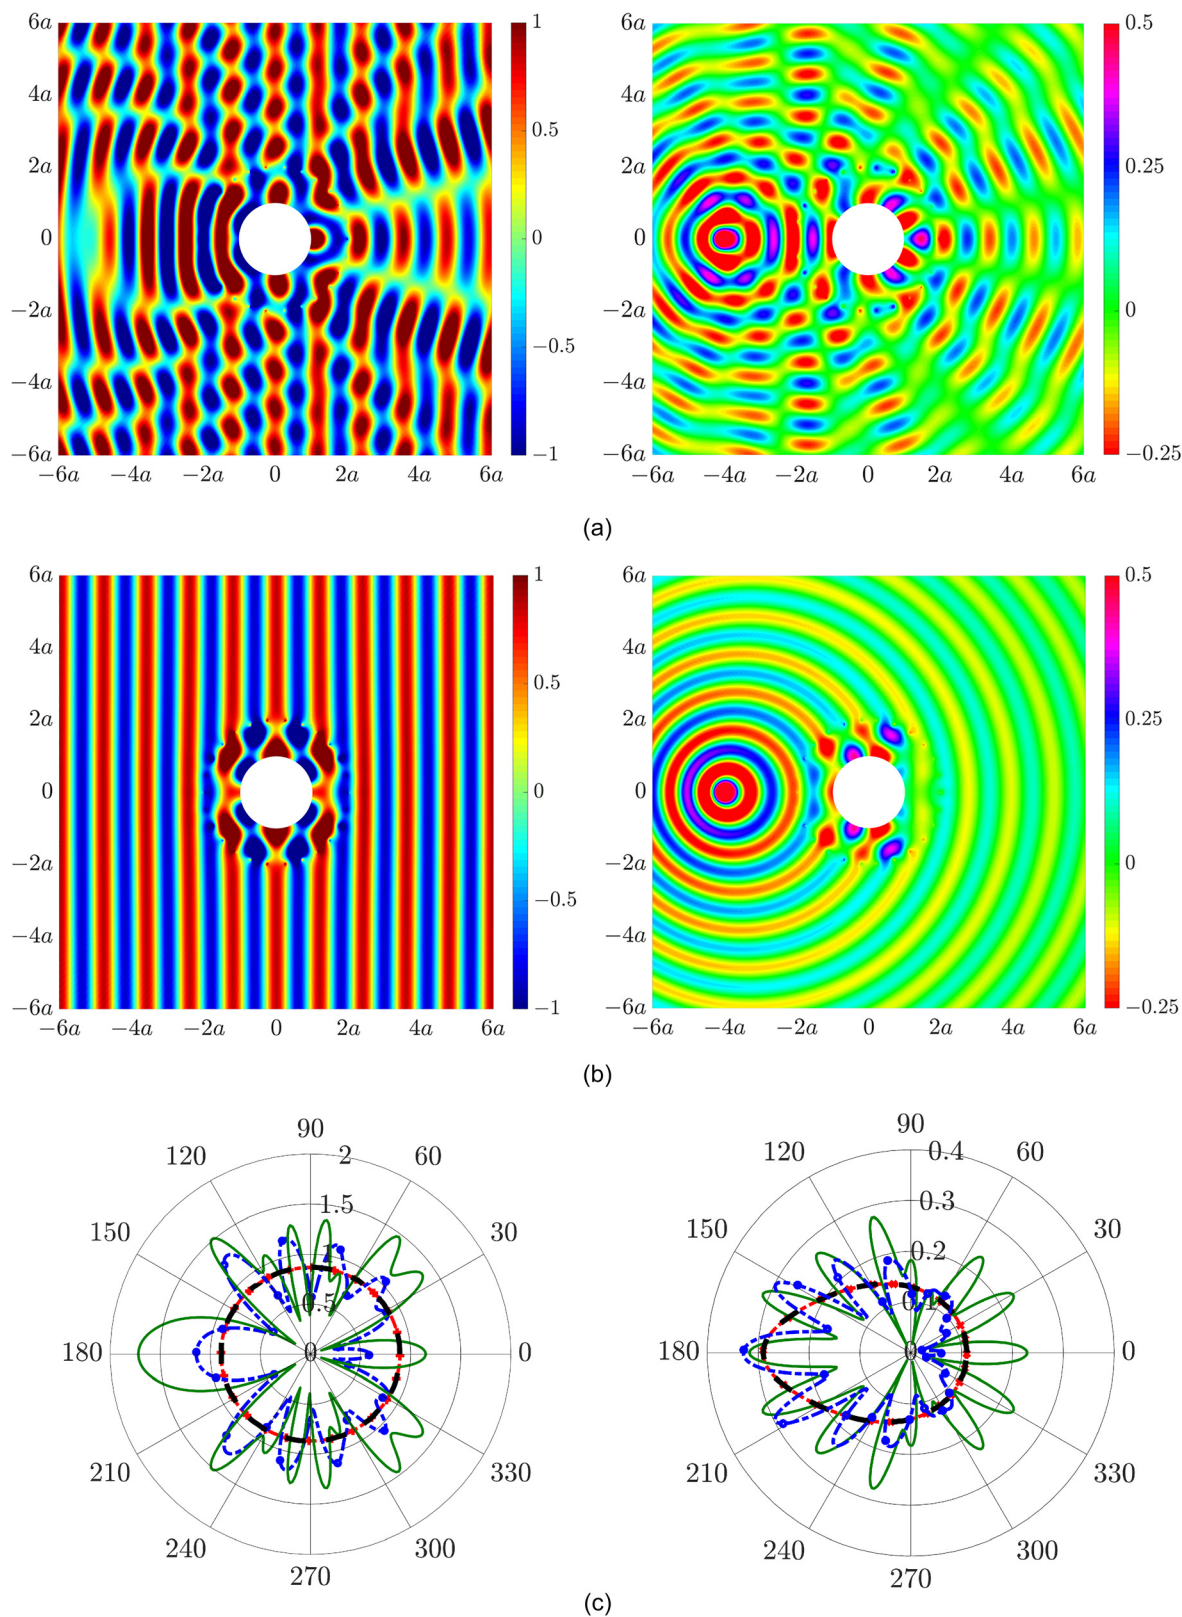 6a 1 6a 0.5
4a 4a
0.5
2a 2a 0.25
0 0 0
−2a −2a 0
−0.5
−4a −4a
−6a −1 −6a −0.25
−6a −4a −2a 0 2a 4a 6a −6a −4a −2a 0 2a 4a 6a
(a)
6a 1 6a 0.5
4a 4a
0.5
2a 2a 0.25
0 0 0
−2a −2a 0
−0.5
−4a −4a
−6a −1 −6a −0.25
−6a −4a −2a 0 2a 4a 6a −6a −4a −2a 0 2a 4a 6a
(b)
90 90
120 2 60 120 0.4 60
1.5 0.3
150 30 150 30
1 0.2
0.5 0.1
180 0 0 180 0 0
210 330 210 330
240 300 240 300
270 270
(c)